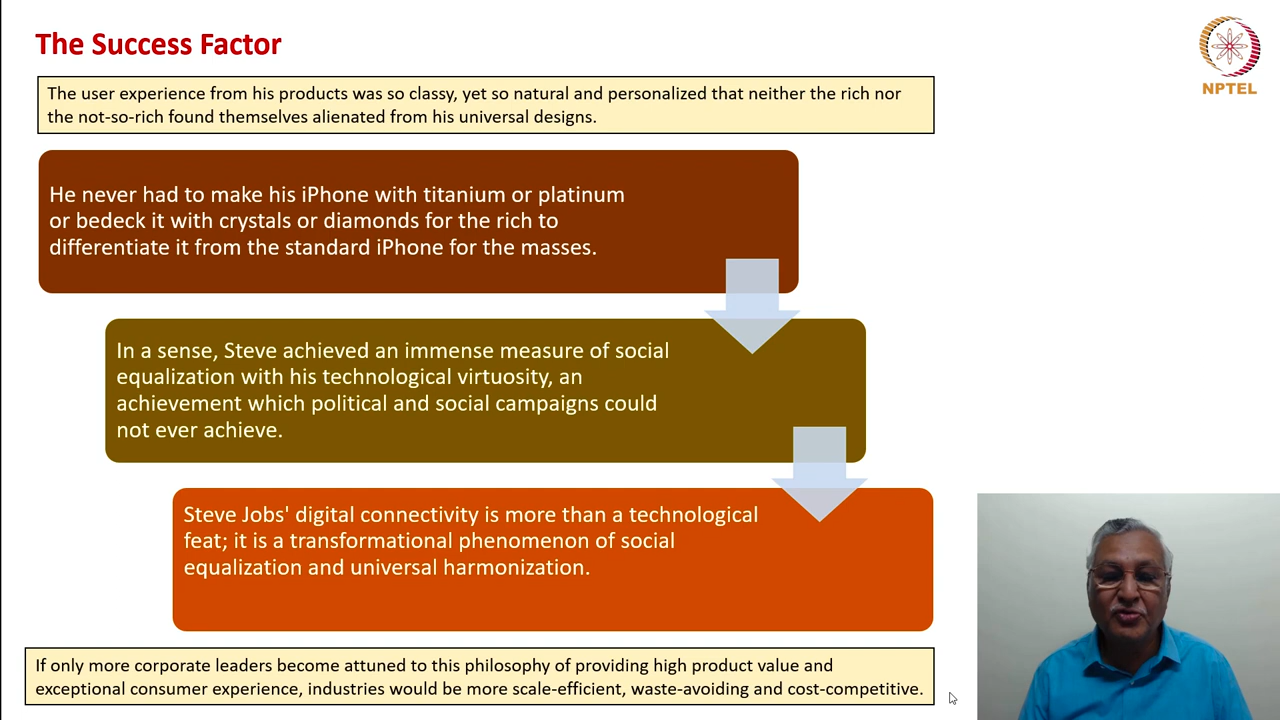 The Success Factor
NPTEL
The user experience from his products was so classy, yet so natural and personalized that neither the rich nor
the not-so-rich found themselves alienated from his universal designs.
He never had to make his iPhone with titanium or platinum
or bedeck it with crystals or diamonds for the rich to
differentiate it from the standard iPhone for the masses.
In a sense, Steve achieved an immense measure of social
equalization with his technological virtuosity, an
achievement which political and social campaigns could
not ever achieve.
Steve Jobs' digital connectivity is more than a technological
feat; it is a transformational phenomenon of social
equalization and universal harmonization.
If only more corporate leaders become attuned to this philosophy of providing high product value and
exceptional consumer experience, industries would be more scale-efficient, waste-avoiding and cost-competitive.